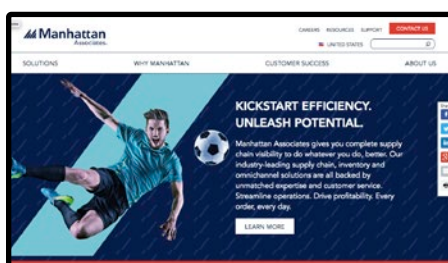 Manhattan
Associates.
CAREERS RESOURCES SUPPORT CONTACT US
UNITED STATES
SOLUTIONS WHY MANHATTAN CUSTOMER SUCCESS ABOUT US
KICKSTART EFFICIENCY.
UNLEASH POTENTIAL.
Manhattan Associates gives you complete supply
chain visibility to do whatever you do, better. Our
industry-leading supply chain, inventory and
omnichannel solutions are all backed by
unmatched expertise and customer service.
Streamline operations. Drive profitability. Every
order, every day.
LEARN MORE